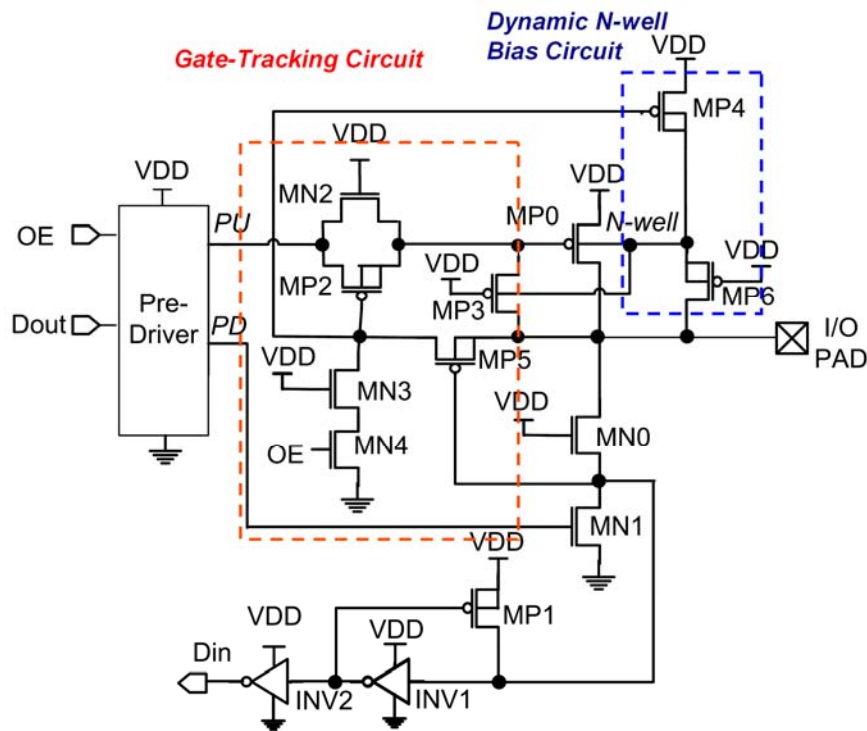 Dynamic N-well
Bias Circuit
Gate-Tracking Circuit
VDD
MP4
VDD
VDD
MN2
VDD
OE
PU
MP0
N-well
VDD
MP2
VDD
MP3
MP6
Pre-
Driver
Dout
PD
MP5
I/O
PAD
VDD
MN3
VDD
MN0
OE
MN4
MN1
VDD
MP1
VDD
VDD
Din
INV2
INV1